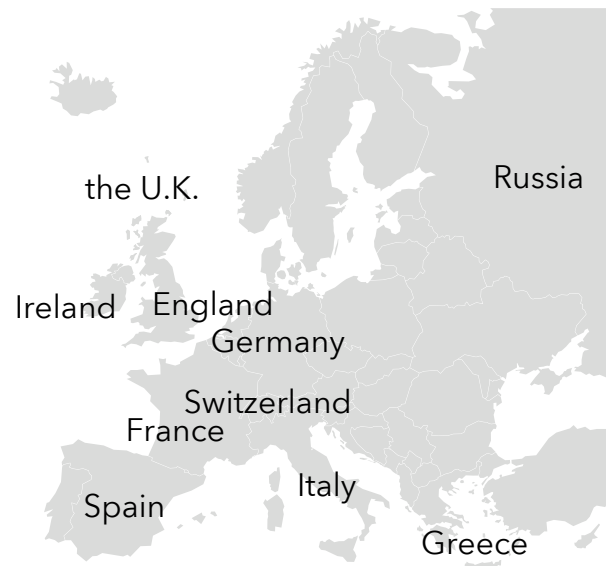 Russia
the U.K.
Ireland
England
Germany
Switzerland
France
Italy
Spain
Greece